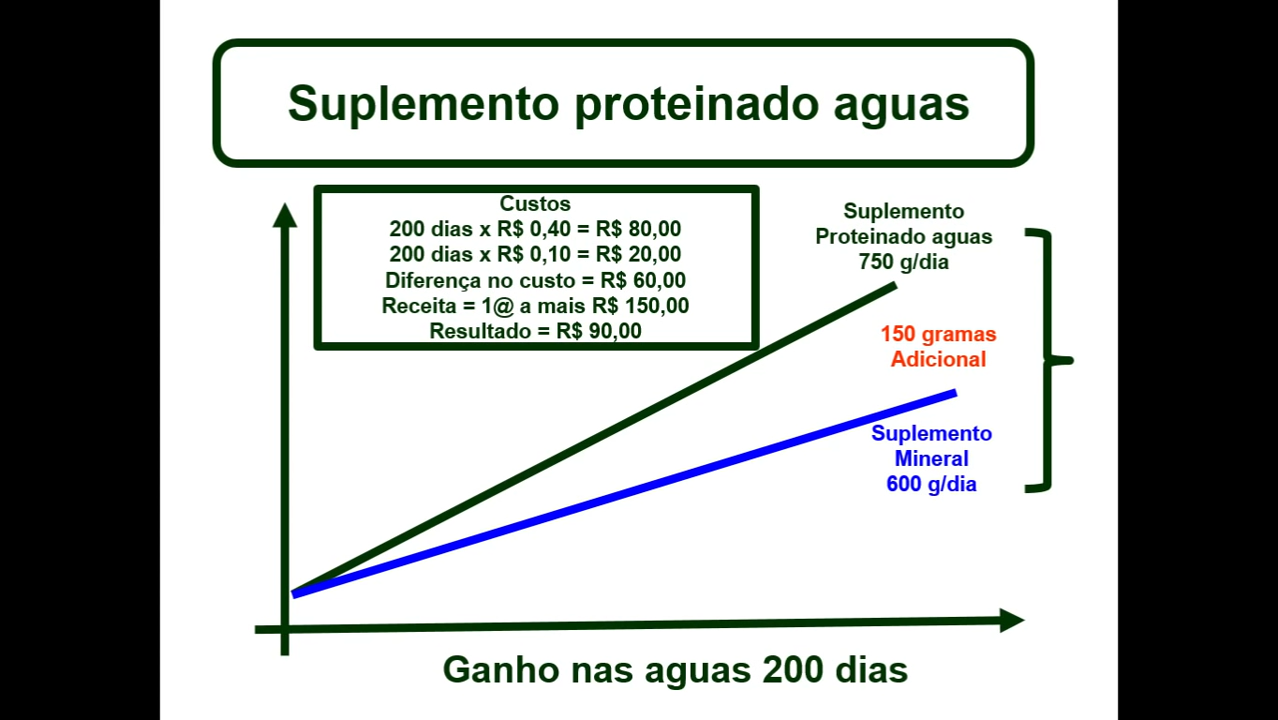 Suplemento proteinado aguas
Custos
200 dias x R$ 0,40 = R$ 80,00
200 dias x R$ 0,10 = R$ 20,00
Diferença no custo = R$ 60,00
Receita = 1@ a mais R$ 150,00
Resultado = R$ 90,00
Suplemento
Proteinado aguas
750 g/dia
150 gramas
Adicional
Suplemento
Mineral
600 g/dia
Ganho nas aguas 200 dias